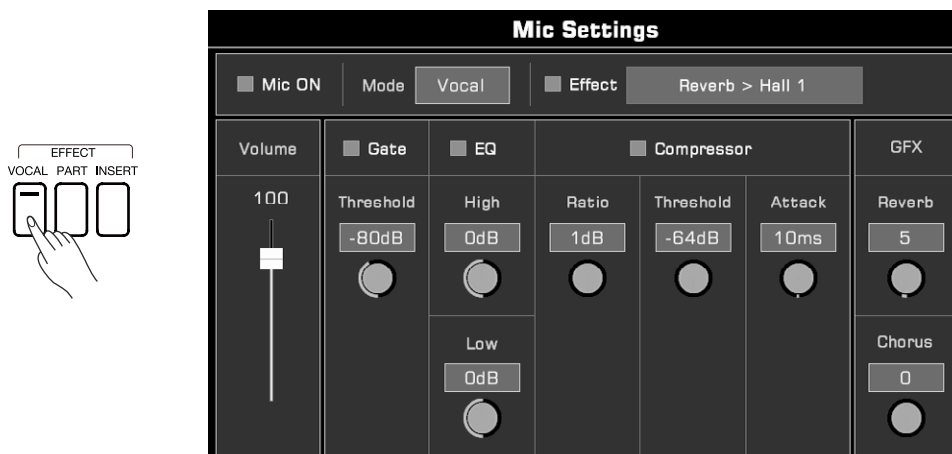 EFFECT
VOCAL PART INSERT
Mic Settings
Mic ON Mode Vocal Effect Reverb > Hall 1
Volume Gate EQ Compressor GFX
100 Threshold High Ratio Threshold Attack Reverb
-80dB 0dB 1dB -64dB 10ms 5
Low Chorus
0dB 0